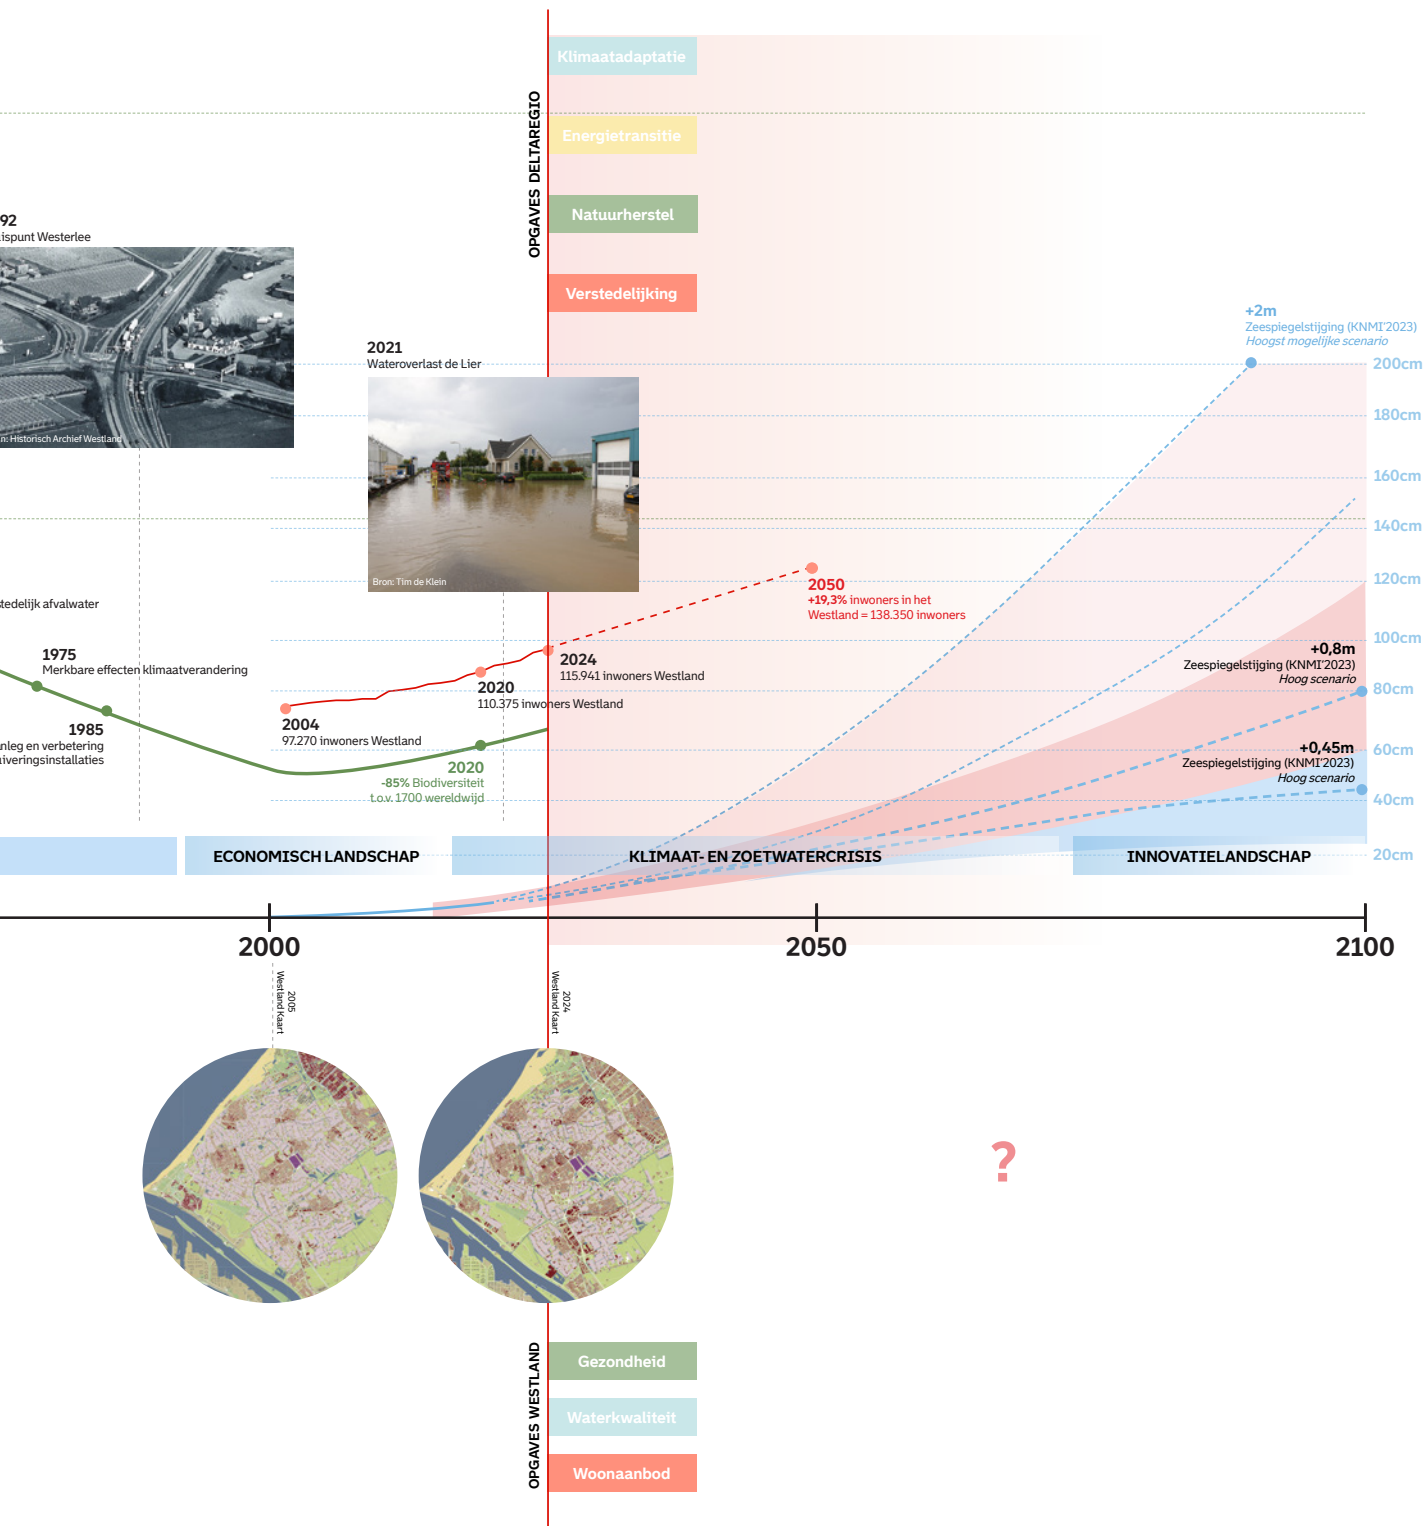 Klimaatadaptatie
Energietransitie
Natuurherstel
Verstedelijking
OPGAVES DELTAREGIO
92
ispunt Westerlee
n: Historisch Archief Westland
2021
Wateroverlast de Lier
Bron: Tim de Klein
+2m
Zeespiegelstijging (KNMI'2023)
Hoogst mogelijke scenario
200cm
180cm
160cm
140cm
120cm
100cm
80cm
60cm
40cm
20cm
2050
+19,3% inwoners in het
Westland = 138.350 inwoners
stedelijk afvalwater
1975
Merkbare effecten klimaatverandering
1985
nleg en verbetering
iveringsinstallaties
2004
97.270 inwoners Westland
2020
110.375 inwoners Westland
2024
115.941 inwoners Westland
2020
-85% Biodiversiteit
t.o.v. 1700 wereldwijd
+0,8m
Zeespiegelstijging (KNMI'2023)
Hoog scenario
+0,45m
Zeespiegelstijging (KNMI'2023)
Hoog scenario
ECONOMISCH LANDSCHAP
KLIMAAT- EN ZOETWATERCRISIS
INNOVATIELANDSCHAP
2000
2050
2100
2005
Westland Kaart
2024
Westland Kaart
?
OPGAVES WESTLAND
Gezondheid
Waterkwaliteit
Woonaanbod